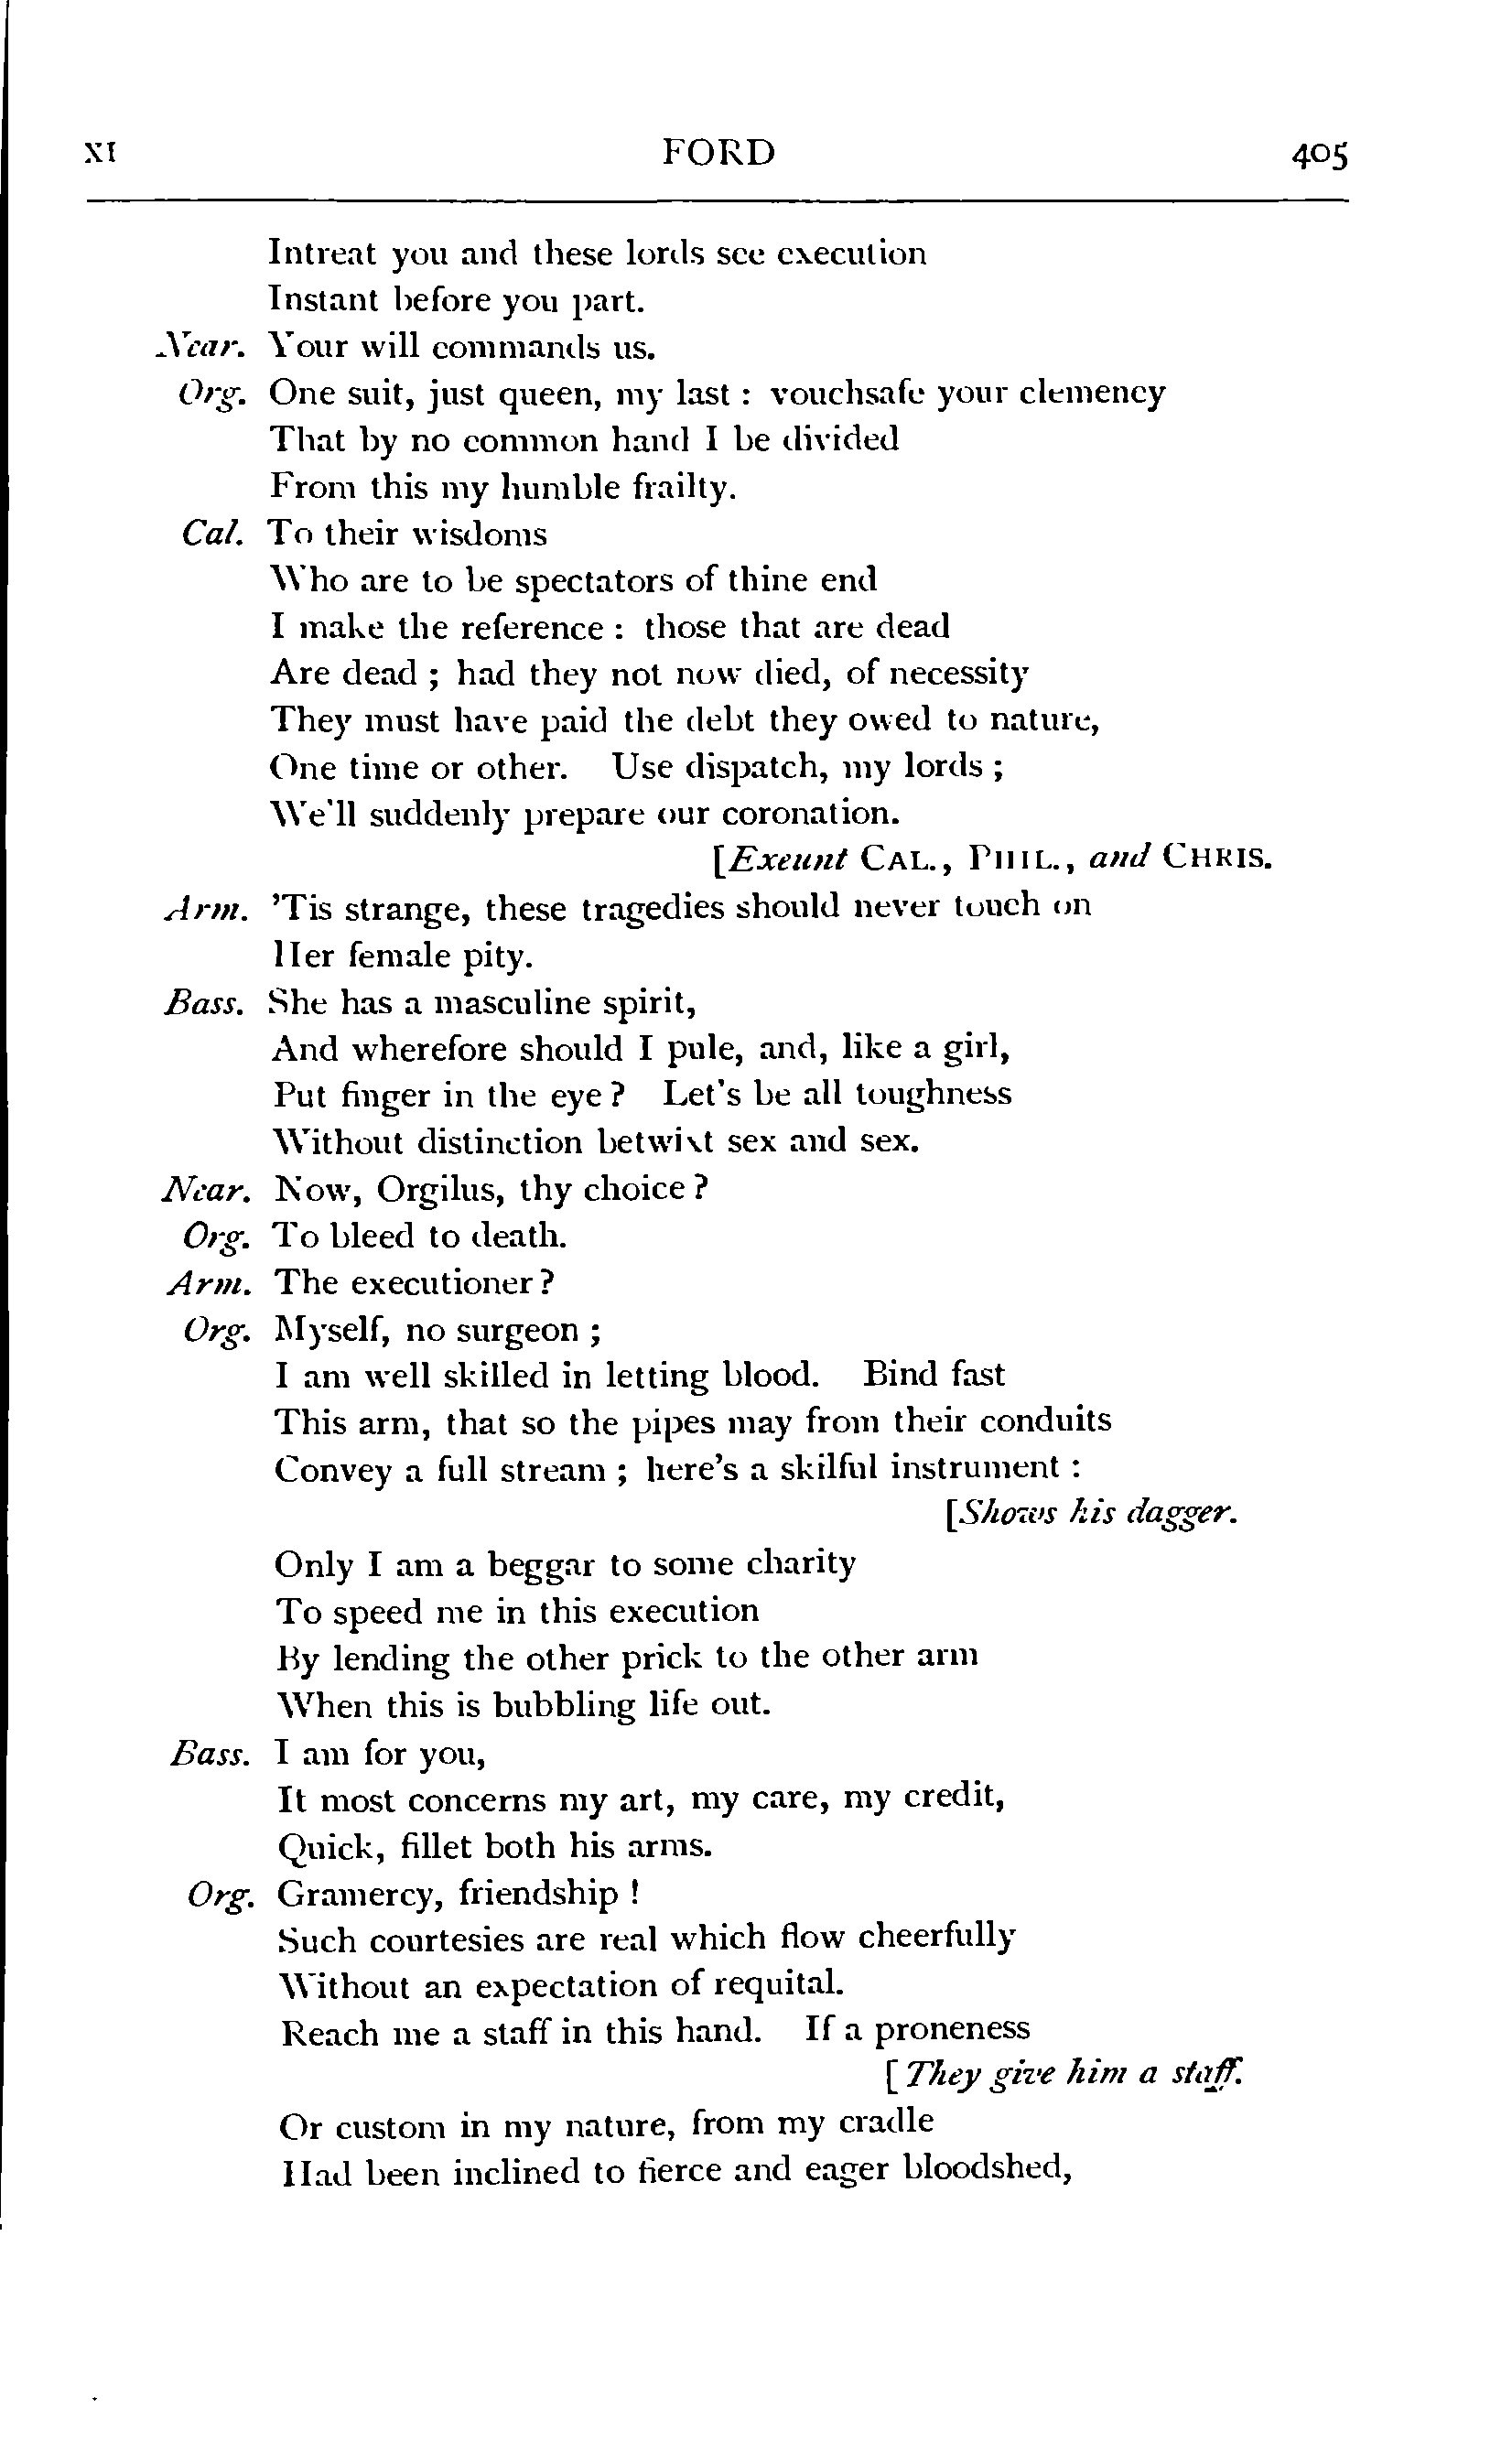 XI FORD 405
Intreat you and these lords see execution
Instant before you part.
Near. Your will commands us.
Org. One suit, just queen, my last : vouchsafe your clemency
That by no common hand I be divided
From this my humble frailty.
Cal. To their wisdoms
Who are to be spectators of thine end
I make the reference : those that are dead
Are dead ; had they not now died, of necessity
They must have paid the debt they owed to nature,
One time or other. Use dispatch, my lords ;
We'll suddenly prepare our coronation.
[Exeunt CAL., PHIL., and CHRIS.
Arm. 'Tis strange, these tragedies should never touch on
Her female pity.
Bass. She has a masculine spirit,
And wherefore should I pule, and, like a girl,
Put finger in the eye ? Let's be all toughness
Without distinction betwixt sex and sex.
Near. Now, Orgilus, thy choice ?
Org. To bleed to death.
Arm. The executioner ?
Org. Myself, no surgeon ;
I am well skilled in letting blood. Bind fast
This arm, that so the pipes may from their conduits
Convey a full stream ; here's a skilful instrument :
[Shows his dagger.
Only I am a beggar to some charity
To speed me in this execution
By lending the other prick to the other arm
When this is bubbling life out.
Bass. I am for you,
It most concerns my art, my care, my credit,
Quick, fillet both his arms.
Org. Gramercy, friendship !
Such courtesies are real which flow cheerfully
Without an expectation of requital.
Reach me a staff in this hand. If a proneness
[They give him a staff.
Or custom in my nature, from my cradle
Had been inclined to fierce and eager bloodshed,